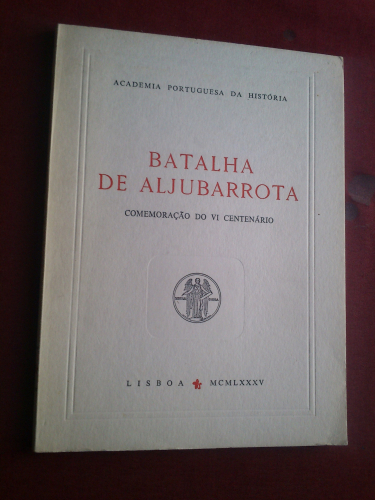 ACADEMIA PORTUGUESA DA HISTÓRIA
BATALHA
DE ALJUBARROTA
COMEMORAÇÃO DO VI CENTENÁRIO
LISBOA MCMLXXXV